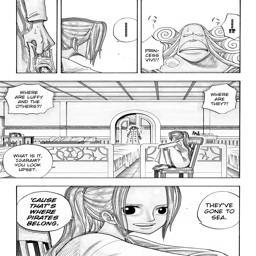 PRIN-
CESS
VIVI!!
WHERE
ARE LUFFY
AND THE
OTHERS!?
WHERE
ARE
THEY?!
WHAT IS IT,
IGARAM?
YOU LOOK
UPSET.
'CAUSE
THAT'S
WHERE
PIRATES
BELONG.
THEY'VE
GONE TO
SEA.